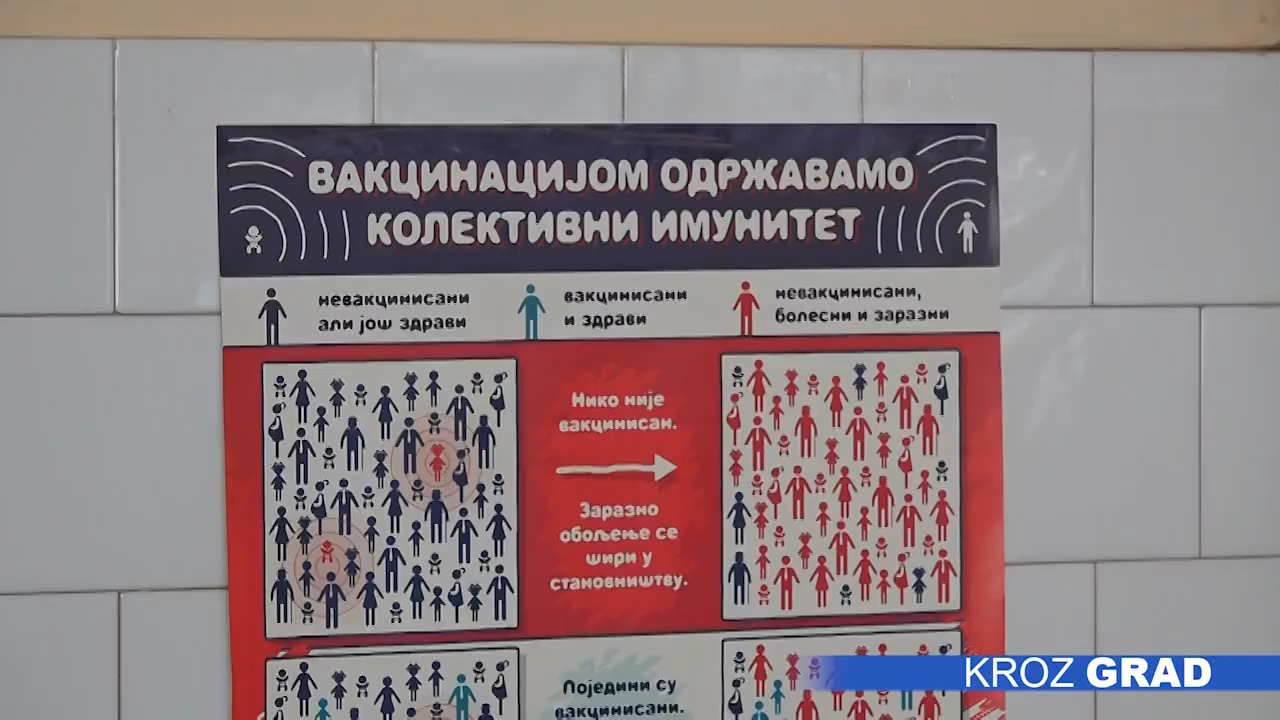 ВАКЦИНАЦИЈОМ ОДРЖАВАМО
КОЛЕКТИВНИ ИМУНИТЕТ
невакцинисани
али још здрави
вакцинисани
и здрави
невакцинисани,
болесни и заразни
Нико није
вакцинисан.
Заразно
обољење се
шири у
становништву.
Поједини су
вакцинисани.
KROZ GRAD